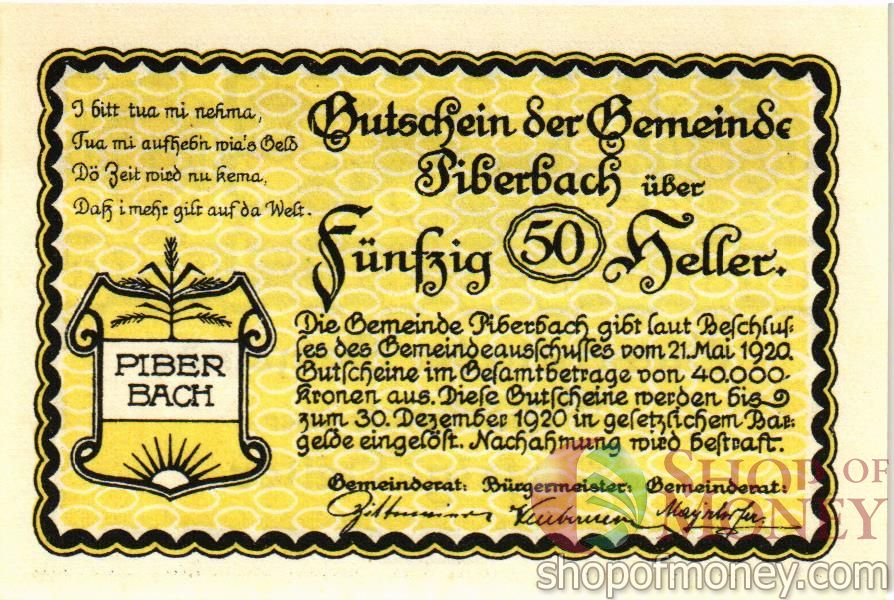 I bitt tua mi nehma,
Tua mi aufheb'n wia's Geld
Dö Zeit wird nu kema,
Daß i mehr gilt auf da Welt.
Gutschein der Gemeinde
Piberbach über
Fünfzig 50 Heller.
PIBER
BACH
Die Gemeinde Piberbach gibt laut Beschlus-
ses des Gemeindeausschusses vom 21. Mai 1920.
Gutscheine im Gesamtbetrage von 40.000-
Kronen aus. Diese Gutscheine werden bis
zum 30. Dezember 1920 in gesetzlichem Bar-
gelde eingelöst. Nachahmung wird bestraft.
Gemeinderat: Bürgermeister: Gemeinderat:
SHOP OF
MONEY
shopofmoney.com